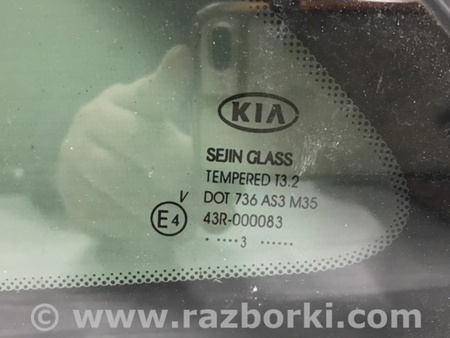 KIA
SEJIN GLASS
TEMPERED T3.2
V DOT 736 AS3 M35
E4 43R-000083
· ····3 ······
© www.razborki.com